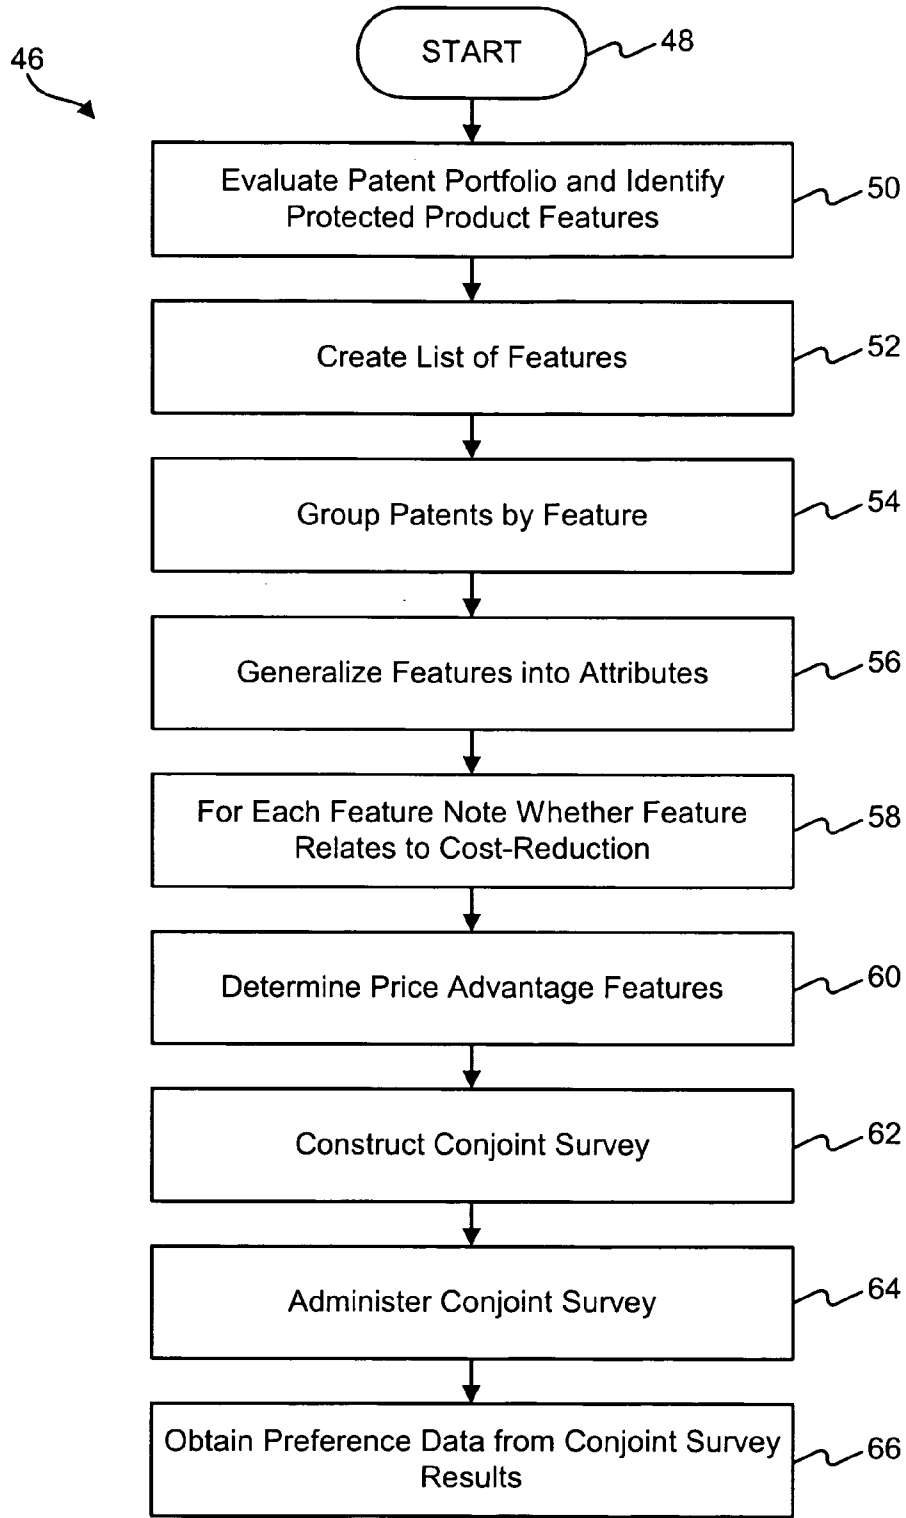 46
START
48
Evaluate Patent Portfolio and Identify
Protected Product Features
50
Create List of Features
52
Group Patents by Feature
54
Generalize Features into Attributes
56
For Each Feature Note Whether Feature
Relates to Cost-Reduction
58
Determine Price Advantage Features
60
Construct Conjoint Survey
62
Administer Conjoint Survey
64
Obtain Preference Data from Conjoint Survey
Results
66